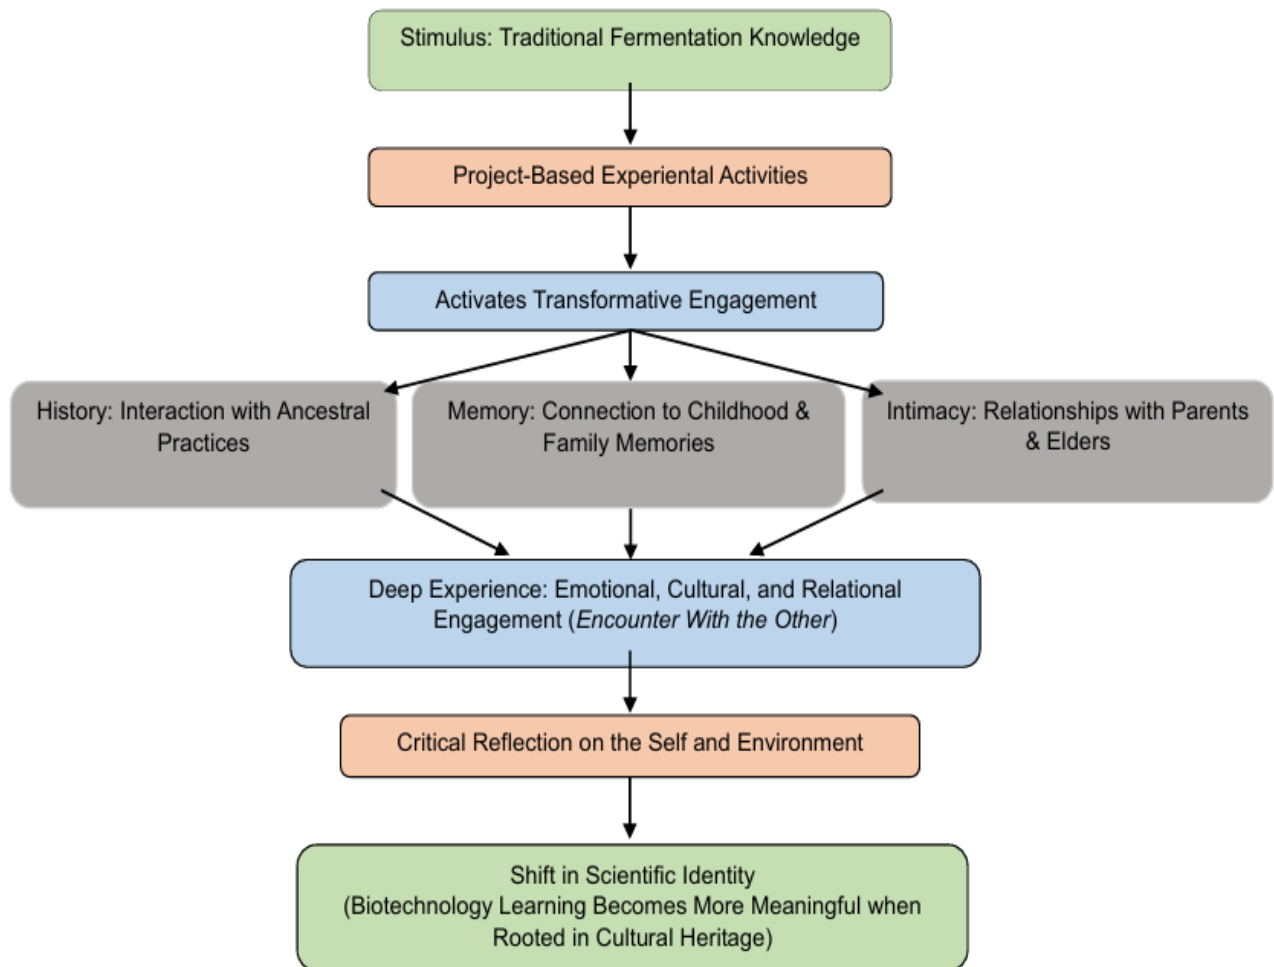 Stimulus: Traditional Fermentation Knowledge
Project-Based Experiental Activities
Activates Transformative Engagement
History: Interaction with Ancestral
Practices
Memory: Connection to Childhood &
Family Memories
Intimacy: Relationships with Parents
& Elders
Deep Experience: Emotional, Cultural, and Relational
Engagement (Encounter With the Other)
Critical Reflection on the Self and Environment
Shift in Scientific Identity
(Biotechnology Learning Becomes More Meaningful when
Rooted in Cultural Heritage)